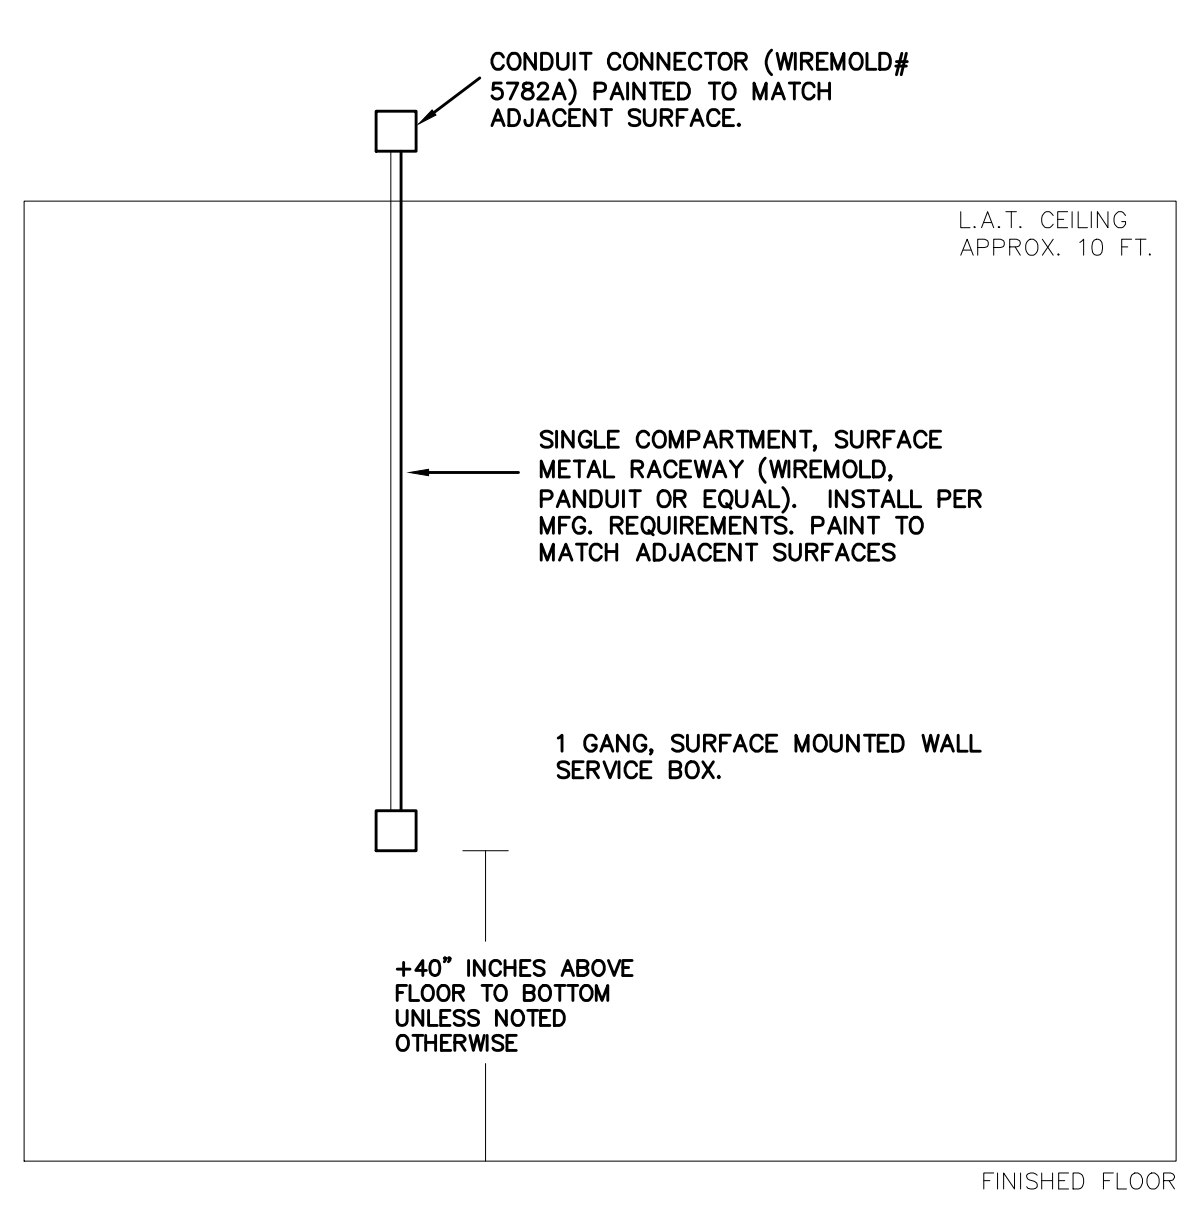 CONDUIT CONNECTOR (WIREMOLD#
5782A) PAINTED TO MATCH
ADJACENT SURFACE.
L.A.T. CEILING
APPROX. 10 FT.
SINGLE COMPARTMENT, SURFACE
METAL RACEWAY (WIREMOLD,
PANDUIT OR EQUAL). INSTALL PER
MFG. REQUIREMENTS. PAINT TO
MATCH ADJACENT SURFACES
1 GANG, SURFACE MOUNTED WALL
SERVICE BOX.
+40" INCHES ABOVE
FLOOR TO BOTTOM
UNLESS NOTED
OTHERWISE
FINISHED FLOOR